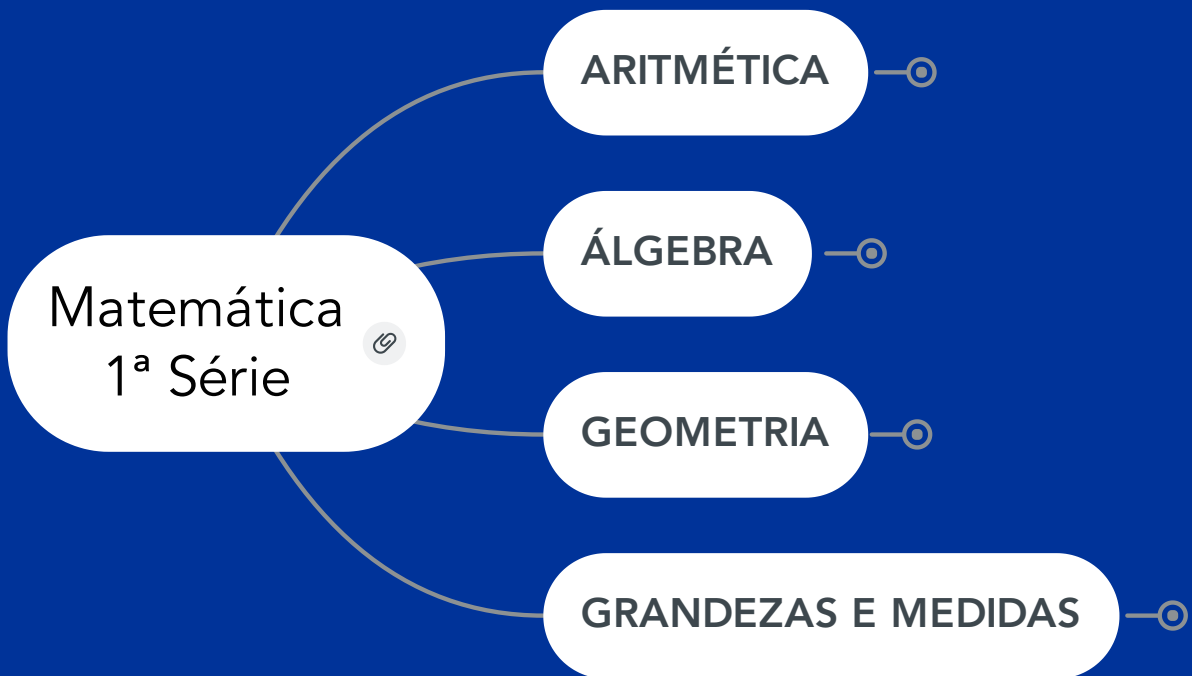 ARITMÉTICA
ÁLGEBRA
Matemática
1ª Série
GEOMETRIA
GRANDEZAS E MEDIDAS